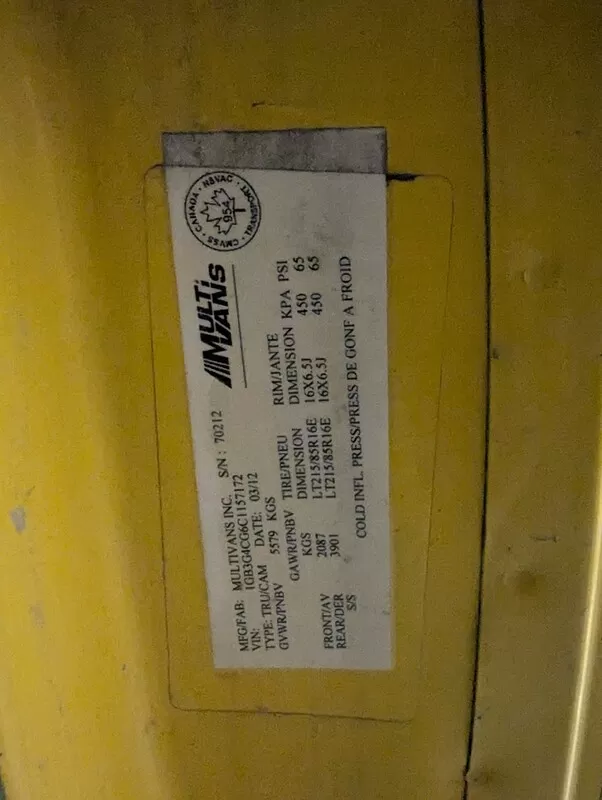 CANADA · NSVAC · TRANSPORT · CMVSS ·
954
T
MULTI
VANS
MFG/FAB: MULTIVANS INC. S/N : 70212
VIN: 1GB3G4CG6C1157172
TYPE: TRU/CAM DATE: 03/12
GVWR/PNBV 5579 KGS
GAWR/PNBV TIRE/PNEU RIM/JANTE
KGS DIMENSION DIMENSION KPA PSI
FRONT/AV 2087 LT215/85R16E 16X6.5J 450 65
REAR/DER 3901 LT215/85R16E 16X6.5J 450 65
S/S
COLD INFL. PRESS/PRESS DE GONF A FROID